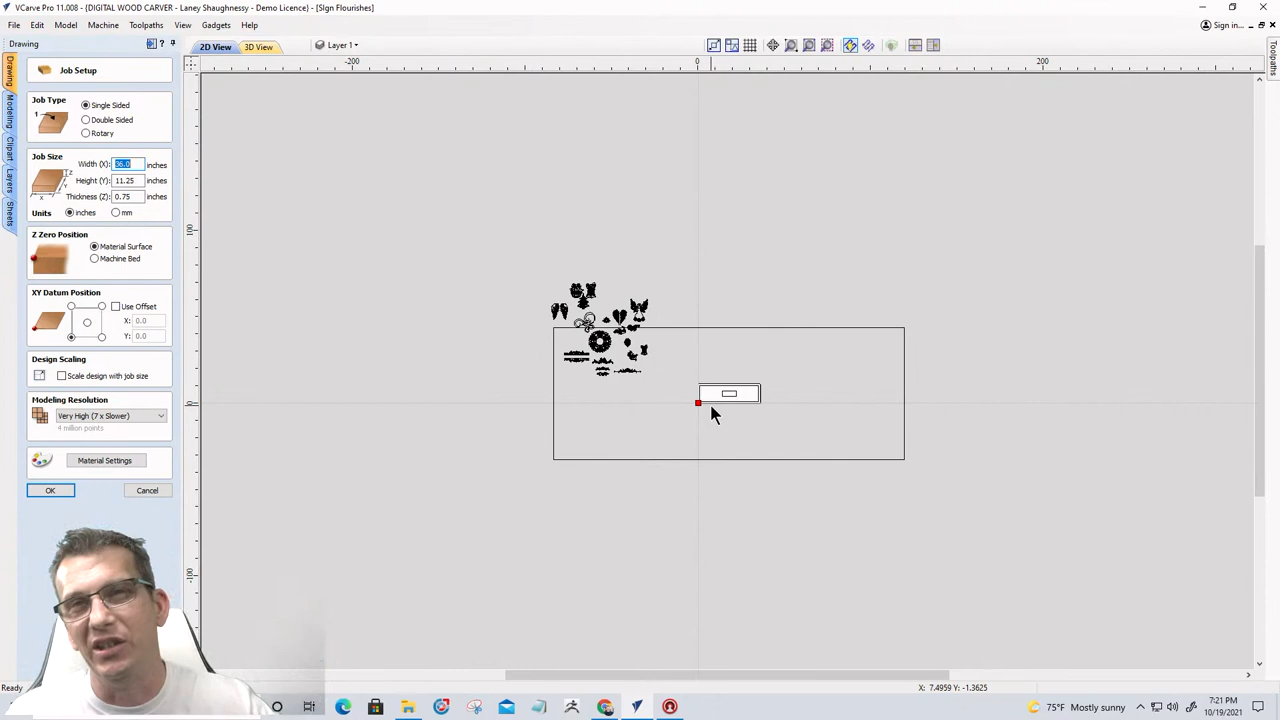 VCarve Pro 11.008 - {DIGITAL WOOD CARVER - Laney Shaughnessy - Demo Licence} - [Sign Flourishes]
File Edit Model Machine Toolpaths View Gadgets Help
Sign in...
Drawing
2D View
3D View
Layer 1
Toolpaths
Drawing
Modeling
Clipart
Layers
Sheets
-200
0
200
100
0
-100
Job Setup
Job Type
1
Single Sided
Double Sided
Rotary
Job Size
Width (X): 36.0 inches
Height (Y): 11.25 inches
Thickness (Z): 0.75 inches
Z
Y
X
Units inches mm
Z Zero Position
Material Surface
Machine Bed
XY Datum Position
Use Offset
X: 0.0
Y: 0.0
Design Scaling
Scale design with job size
Modeling Resolution
Very High (7 x Slower)
4 million points
Material Settings
OK Cancel
Ready
X: 7.4959 Y: -1.3625
75°F Mostly sunny
7:21 PM
10/19/2021